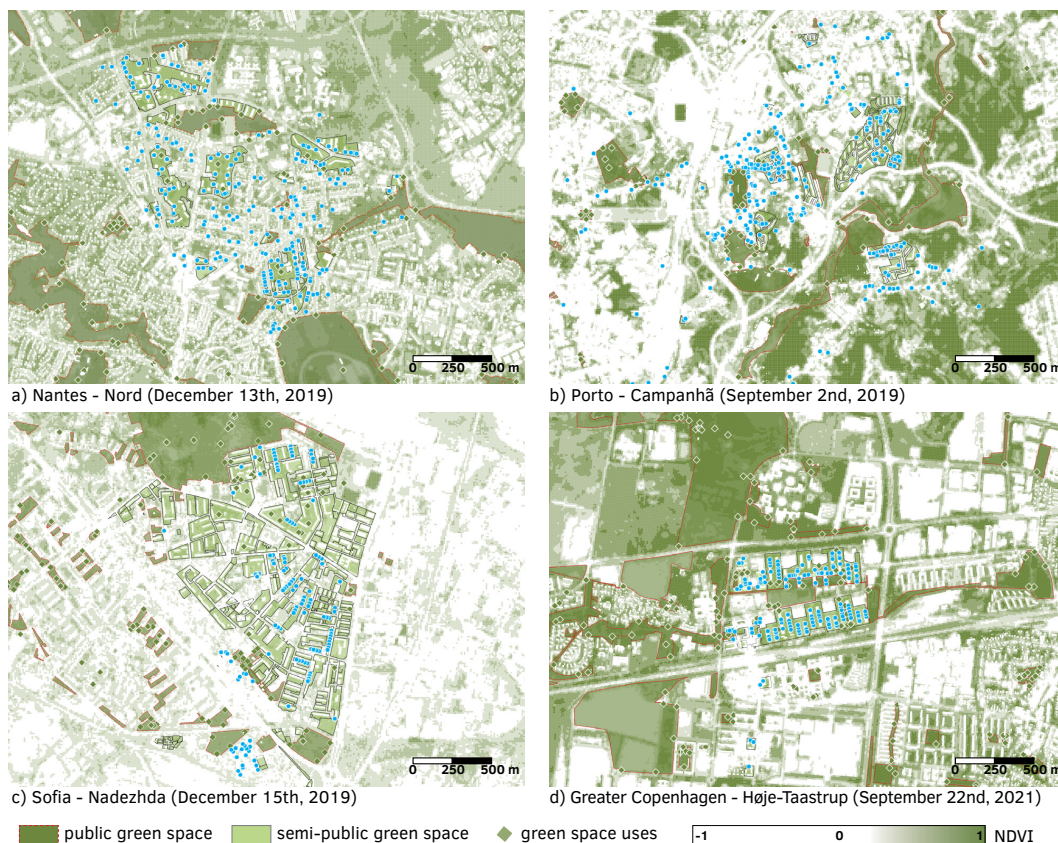 0 250 500 m
0 250 500 m
a) Nantes - Nord (December 13th, 2019)
b) Porto - Campanhã (September 2nd, 2019)
0 250 500 m
0 250 500 m
c) Sofia - Nadezhda (December 15th, 2019)
d) Greater Copenhagen - Høje-Taastrup (September 22nd, 2021)
public green space semi-public green space green space uses -1 0 1 NDVI